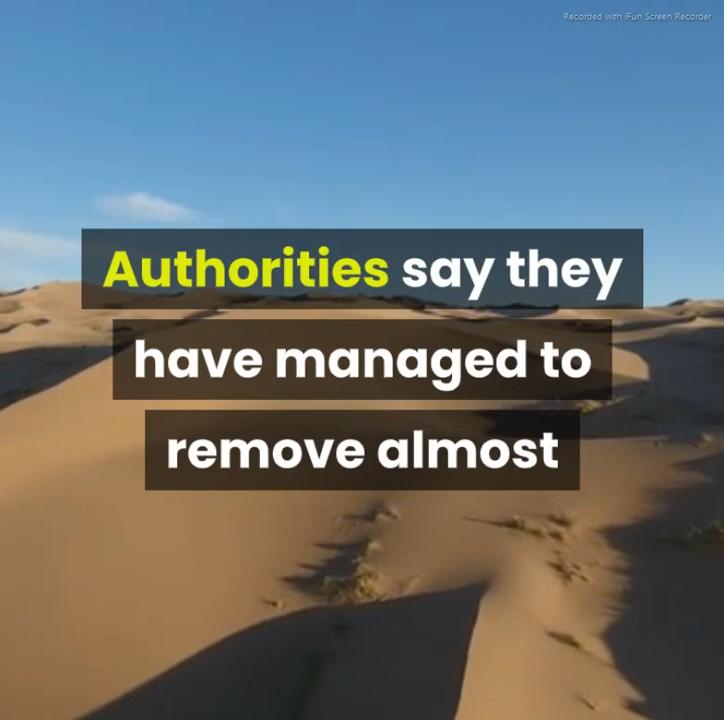 Recorded with iFun Screen Recorder
Authorities say they
have managed to
remove almost